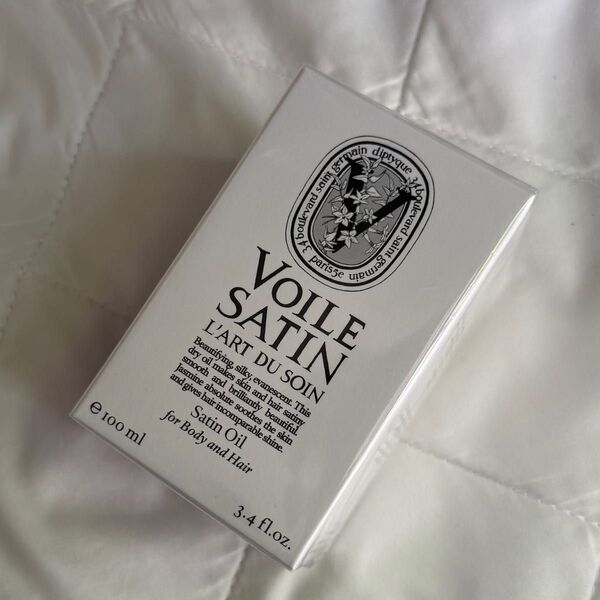 34 boulevard saint germain diptyque 34 boulevard saint germain paris5e
VOILE
SATIN
L'ART DU SOIN
Beautifying, silky, evanescent. This
dry oil makes skin and hair satiny
smooth and brilliantly beautiful.
Jasmine absolute soothes the skin
and gives hair incomparable shine.
Satin Oil
for Body and Hair
e 100 ml
3.4 fl.oz.